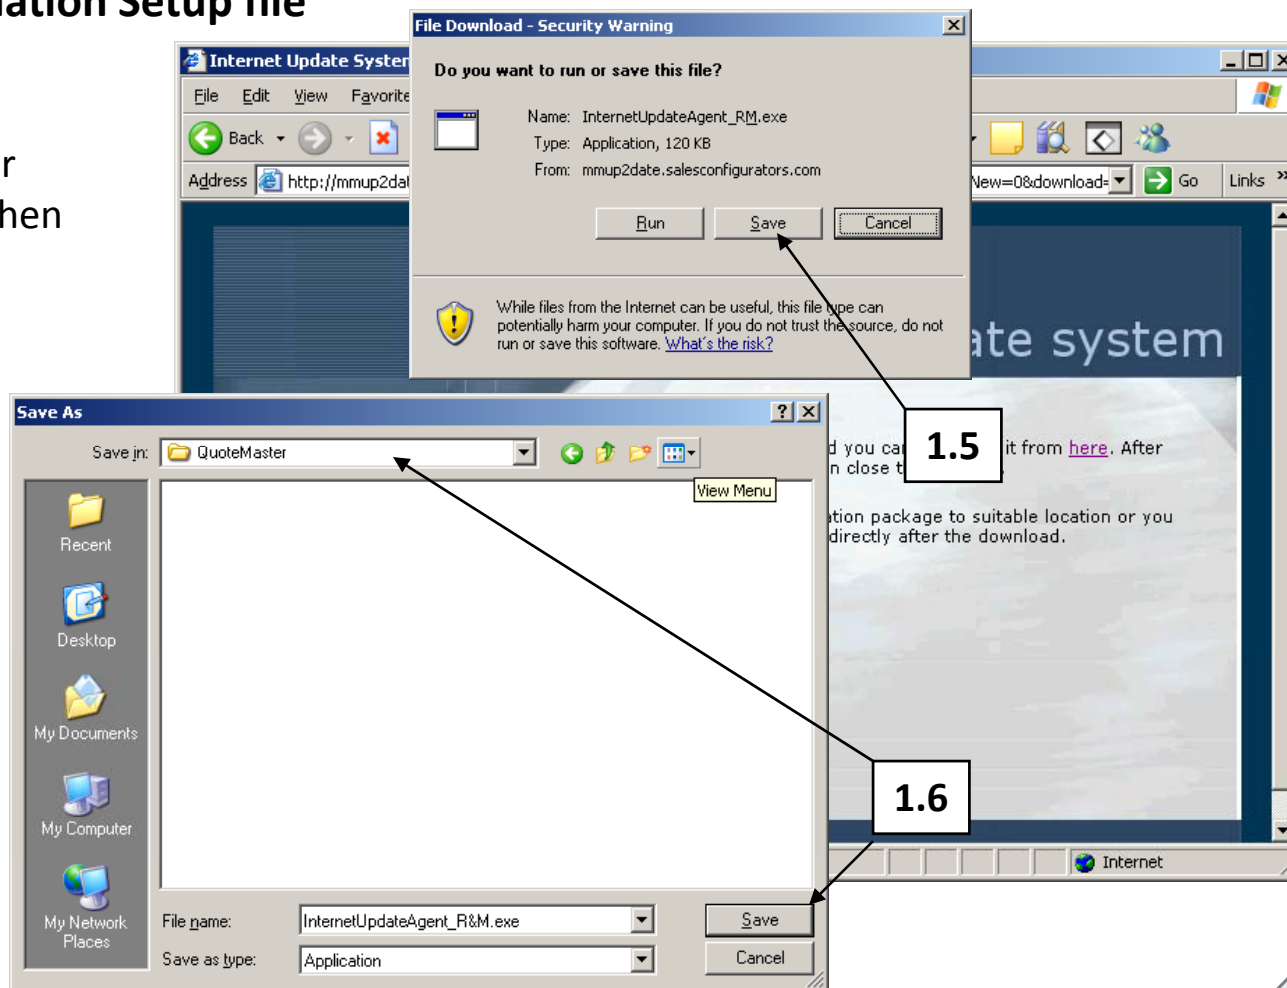 Setup file
r
hen
File Download - Security Warning
Do you want to run or save this file?
Name: InternetUpdateAgent_RM.exe
Type: Application, 120 KB
From: mmup2date.salesconfigurators.com
Run Save Cancel
While files from the Internet can be useful, this file type can
potentially harm your computer. If you do not trust the source, do not
run or save this software. What's the risk?
Internet Update System
File Edit View Favorite
Back
Address http://mmup2dat New=0&download= Go Links »
ate system
1.5
d you can it from here. After
n close t
ation package to suitable location or you
directly after the download.
Save As
Save in: QuoteMaster
View Menu
Recent
Desktop
My Documents
My Computer
My Network
Places
1.6
File name: InternetUpdateAgent_R&M.exe Save
Save as type: Application Cancel
Internet